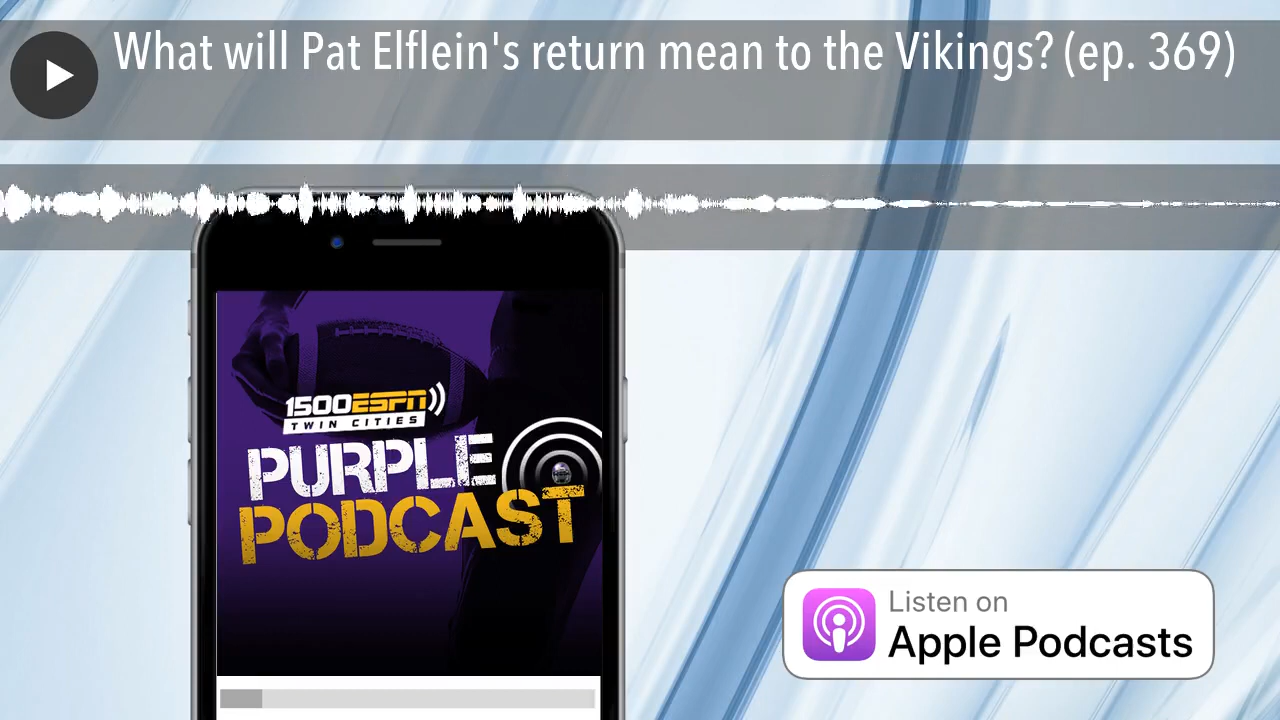 What will Pat Elflein's return mean to the Vikings? (ep. 369)
1500ESPN
TWIN CITIES
PURPLE
PODCAST
Listen on
Apple Podcasts